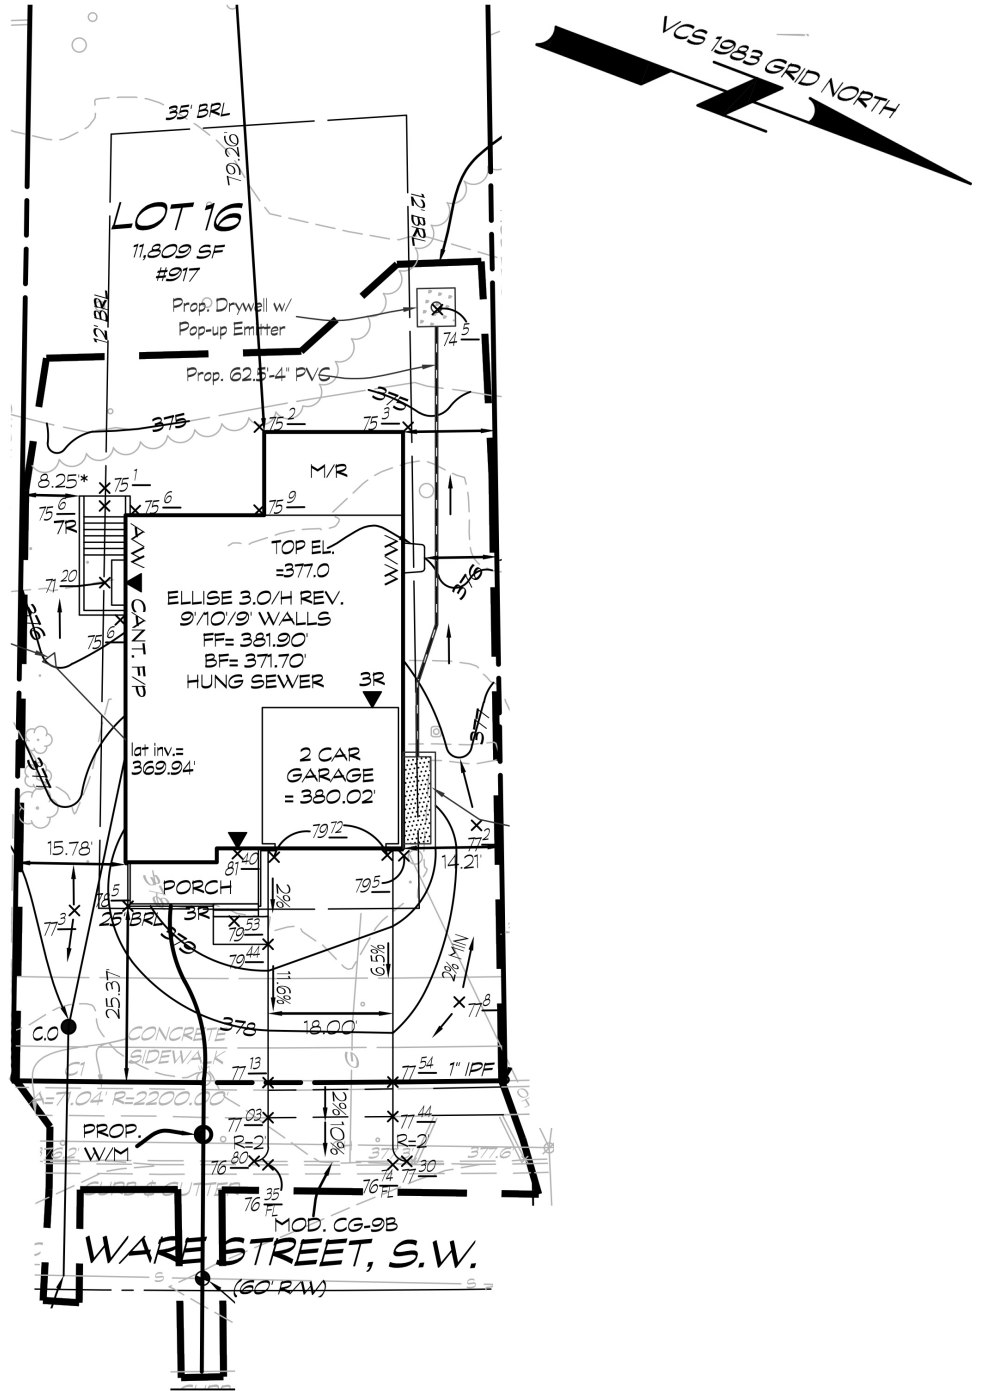 VCS 1983 GRID NORTH
35' BRL
79.26'
LOT 16
11,809 SF
#917
12' BRL
12' BRL
Prop. Drywell w/
Pop-up Emitter
74 5
Prop. 62.5'-4" PVC
375
375
75 2
75 3
8.25'*
75 1
75 6
75 6
75 9
7R
M/R
A/W
W/W
TOP EL.
=377.0
71 20
376
376
75 6
CANT. F/P
ELLISE 3.0/H REV.
9'/10'/9' WALLS
FF= 381.90'
BF= 371.70'
HUNG SEWER
3R
377
377
lat inv.=
369.94'
2 CAR
GARAGE
= 380.02'
79 72
77 2
15.78'
81 40
14.21'
PORCH
79 5
78 5
2%
25' BRL
3R
77 3
79 53
79 44
6.5%
2% MIN
11.6%
25.37'
77 8
C.O
378
18.00'
CONCRETE
SIDEWALK
C1
G
77 13
77 54
1" IPF
A=71.04' R=2200.00'
2%
10%
77 03
77 44
PROP.
W/M
R=2'
R=2'
377.6
76 80
77 30
76 74
FL
76 35
FL
CURB & GUTTER
MOD. CG-9B
WARE STREET, S.W.
S
S
(60' R/W)